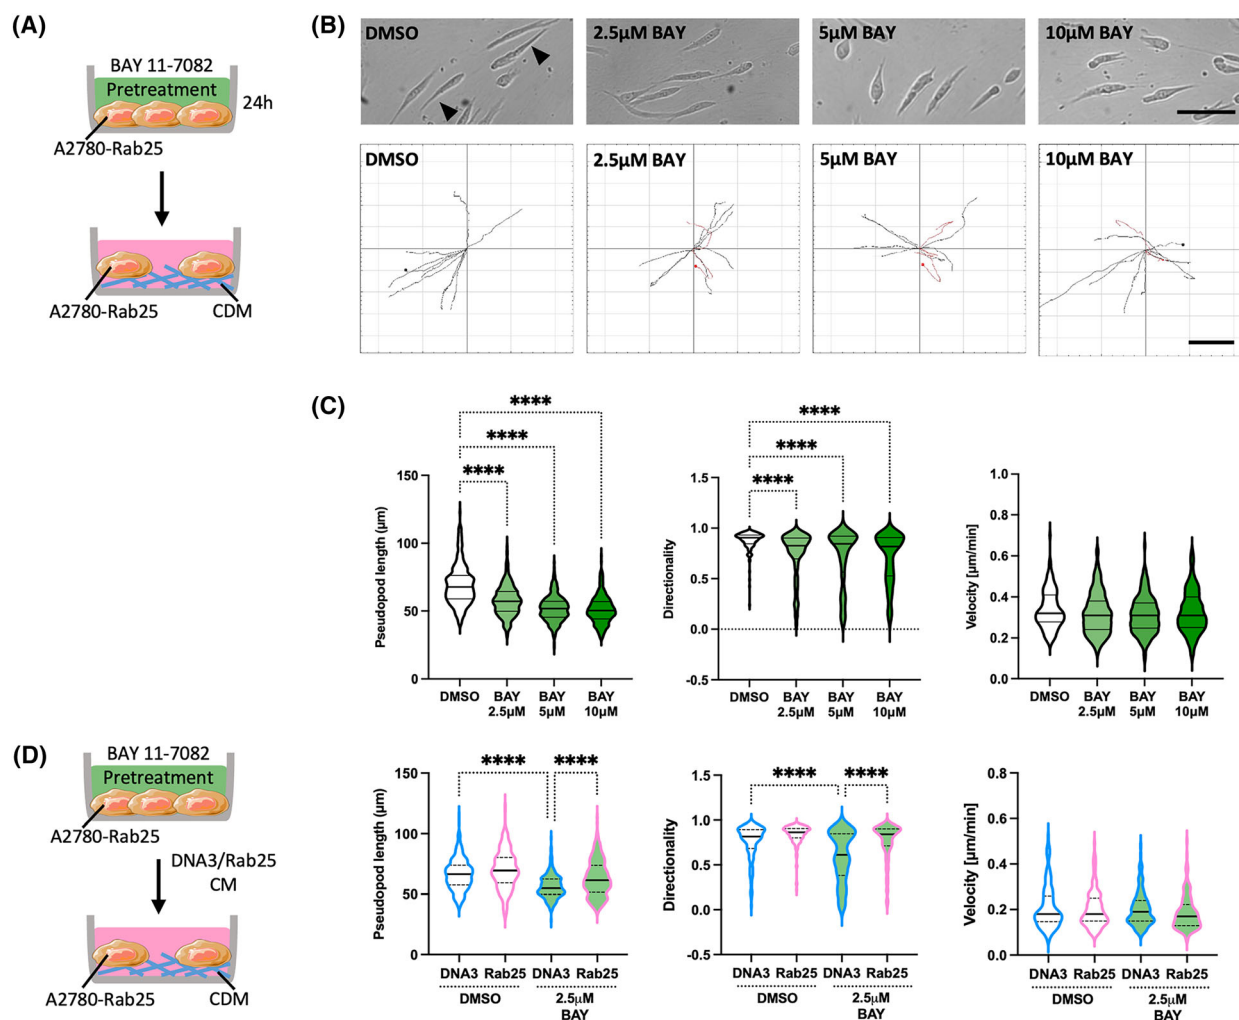 (A)
BAY 11-7082
Pretreatment
24h
A2780-Rab25
A2780-Rab25
CDM
(B)
DMSO
2.5µM BAY
5µM BAY
10µM BAY
DMSO
2.5µM BAY
5µM BAY
10µM BAY
(C)
****
****
****
Pseudopod length (µm)
150
100
50
0
DMSO
BAY
2.5µM
BAY
5µM
BAY
10µM
****
****
****
Directionality
1.5
1.0
0.5
0.0
-0.5
DMSO
BAY
2.5µM
BAY
5µM
BAY
10µM
Velocity [µm/min]
0.8
0.6
0.4
0.2
0.0
DMSO
BAY
2.5µM
BAY
5µM
BAY
10µM
(D)
BAY 11-7082
Pretreatment
A2780-Rab25
DNA3/Rab25
CM
A2780-Rab25
CDM
****
****
Pseudopod length (µm)
150
100
50
0
DNA3 Rab25 DNA3 Rab25
DMSO
2.5µM
BAY
****
****
Directionality
1.5
1.0
0.5
0.0
-0.5
DNA3 Rab25 DNA3 Rab25
DMSO
2.5µM
BAY
Velocity [µm/min]
0.8
0.6
0.4
0.2
0.0
DNA3 Rab25 DNA3 Rab25
DMSO
2.5µM
BAY